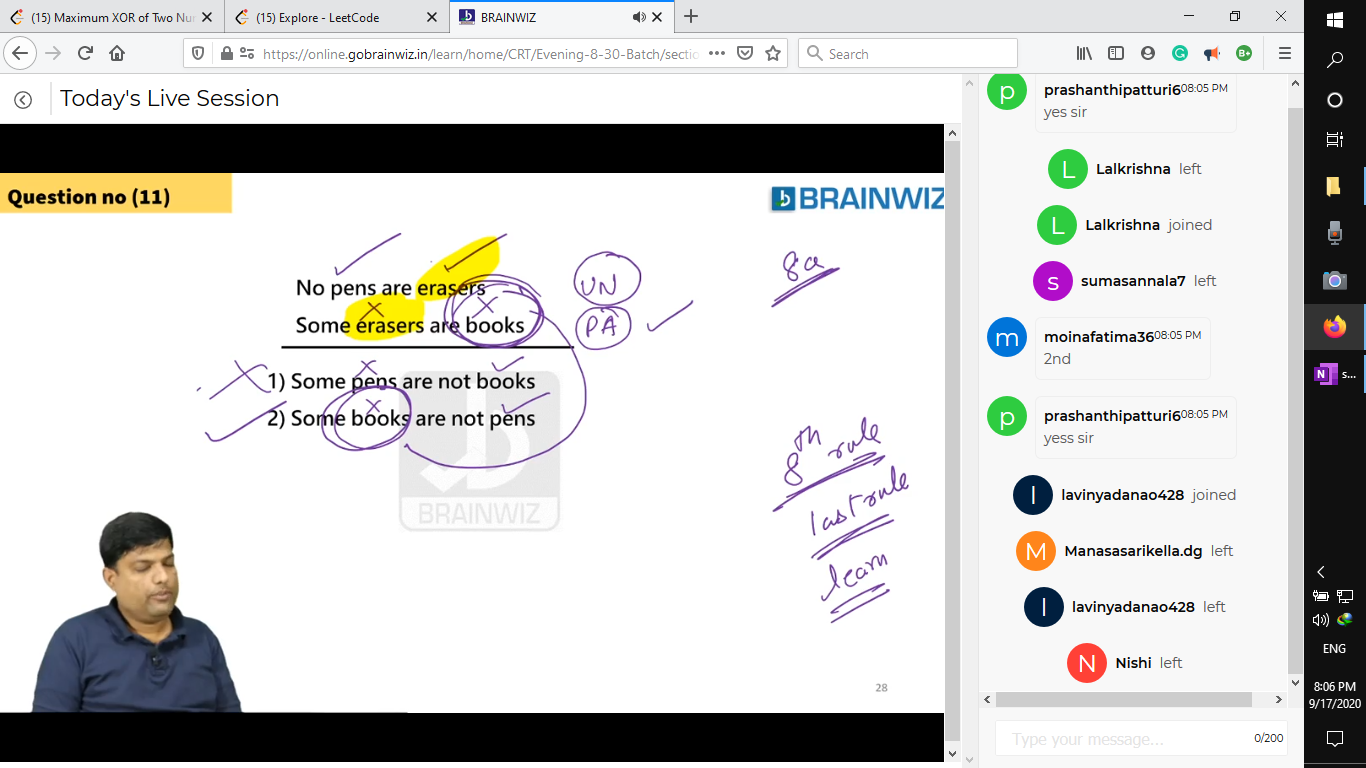 (15) Maximum XOR of Two Nu
(15) Explore - LeetCode
BRAINWIZ
https://online.gobrainwiz.in/learn/home/CRT/Evening-8-30-Batch/sectio
Search
Today's Live Session
Question no (11)
BRAINWIZ
No pens are erasers
Some erasers are books
1) Some pens are not books
2) Some books are not pens
UN
PA
8a
8th rule
last rule
learn
BRAINWIZ
28
p
prashanthipatturi6 08:05 PM
yes sir
L
Lalkrishna left
L
Lalkrishna joined
s
sumasannala7 left
m
moinafatima36 08:05 PM
2nd
p
prashanthipatturi6 08:05 PM
yess sir
l
lavinyadanao428 joined
M
Manasasarikella.dg left
l
lavinyadanao428 left
N
Nishi left
Type your message...
0/200
B+
N s...
ENG
8:06 PM
9/17/2020